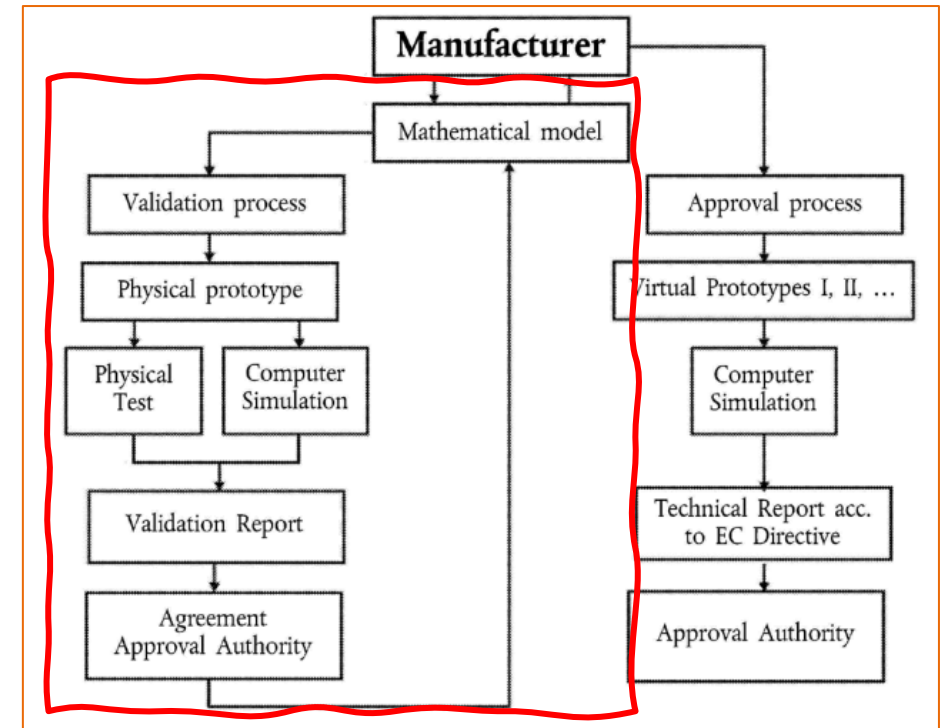 Manufacturer
Mathematical model
Validation process
Physical prototype
Physical
Test
Computer
Simulation
Validation Report
Agreement
Approval Authority
Approval process
Virtual Prototypes I, II, ...
Computer
Simulation
Technical Report acc.
to EC Directive
Approval Authority